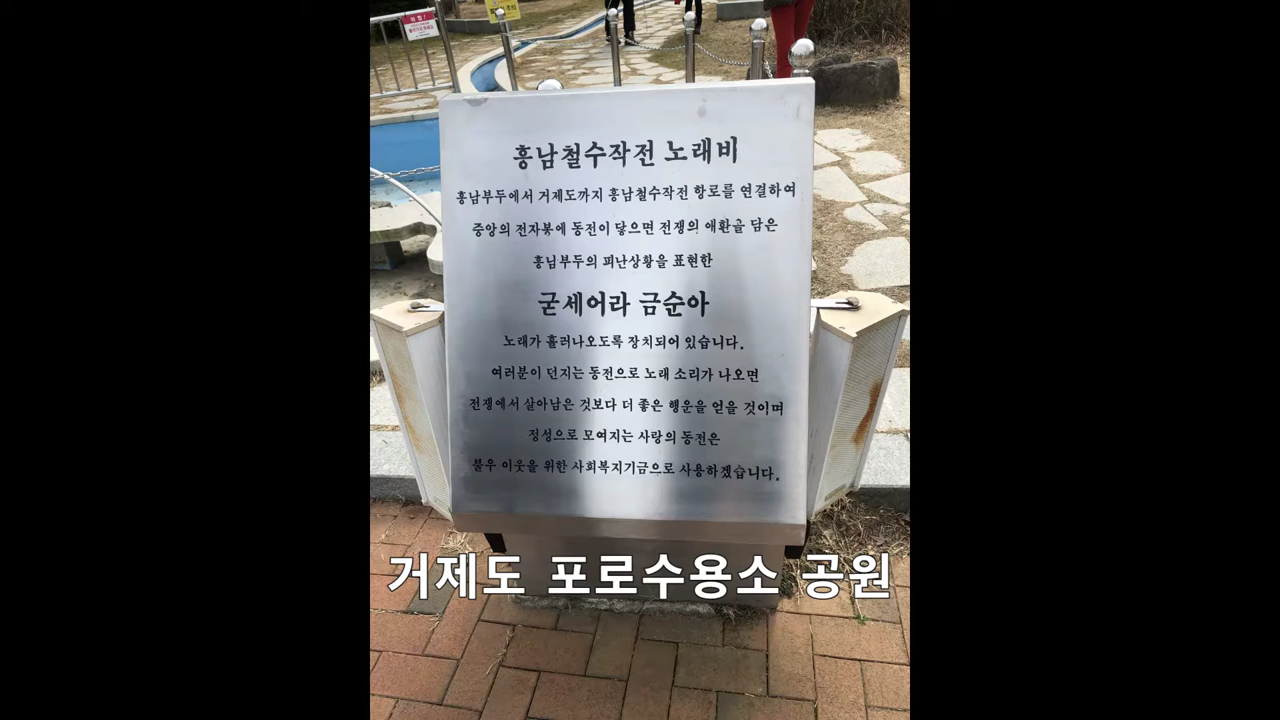 위험!
흥남철수작전 노래비
흥남부두에서 거제도까지 흥남철수작전 항로를 연결하여
중앙의 전자봉에 동전이 닿으면 전쟁의 애환을 담은
흥남부두의 피난상황을 표현한
굳세어라 금순아
노래가 흘러나오도록 장치되어 있습니다.
여러분이 던지는 동전으로 노래 소리가 나오면
전쟁에서 살아남은 것보다 더 좋은 행운을 얻을 것이며
정성으로 모여지는 사랑의 동전은
불우 이웃을 위한 사회복지기금으로 사용하겠습니다.
거제도 포로수용소 공원